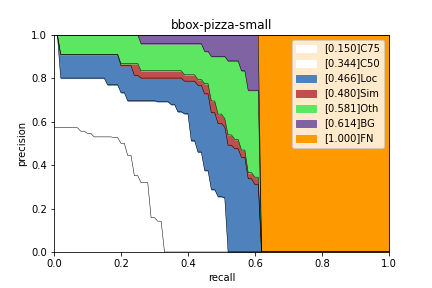 bbox-pizza-small
1.0
0.8
0.6
0.4
0.2
0.0
precision
[0.150]C75
[0.344]C50
[0.466]Loc
[0.480]Sim
[0.581]Oth
[0.614]BG
[1.000]FN
0.0 0.2 0.4 0.6 0.8 1.0
recall